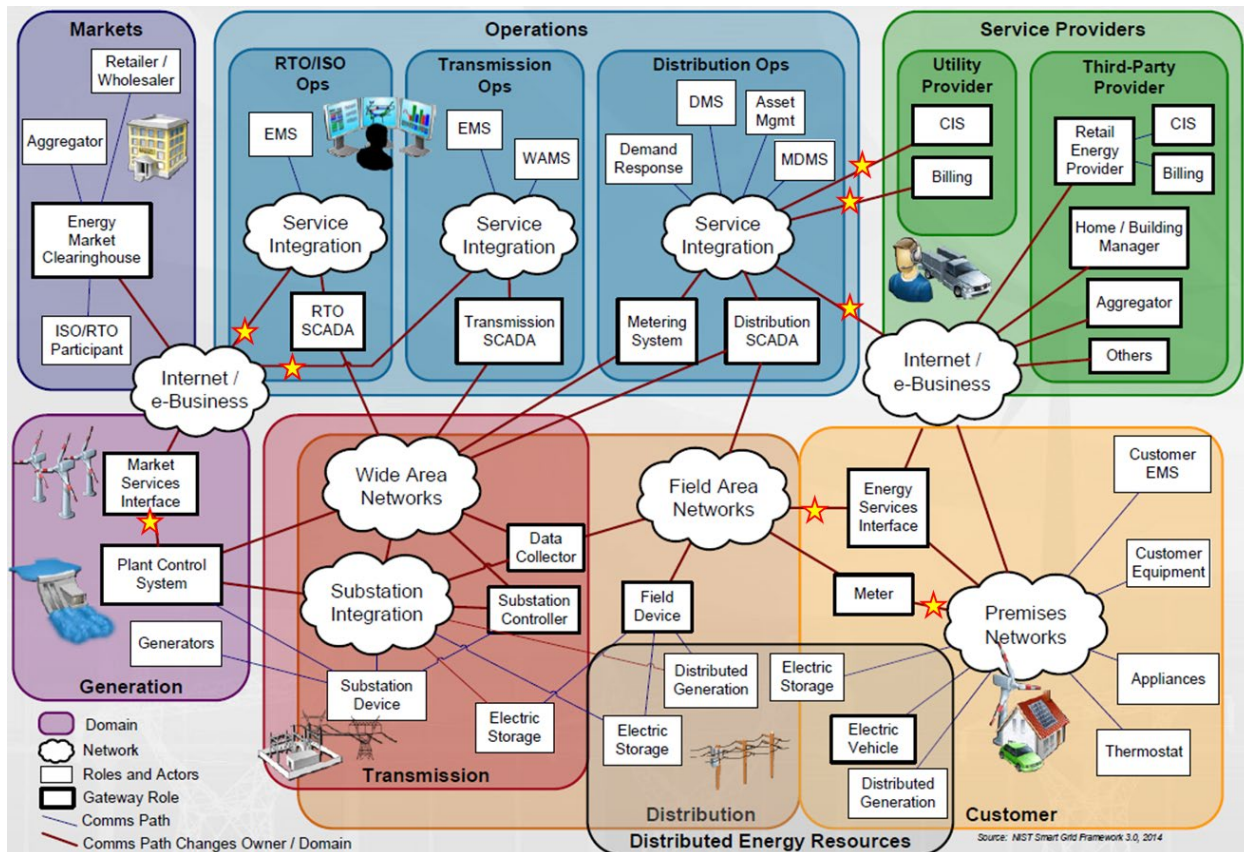 Markets
Retailer /
Wholesaler
Aggregator
Energy
Market
Clearinghouse
ISO/RTO
Participant
Operations
RTO/ISO
Ops
EMS
Service
Integration
RTO
SCADA
Transmission
Ops
EMS
WAMS
Service
Integration
Transmission
SCADA
Distribution Ops
DMS
Asset
Mgmt
Demand
Response
MDMS
Service
Integration
Metering
System
Distribution
SCADA
Service Providers
Utility
Provider
CIS
Billing
Third-Party
Provider
Retail
Energy
Provider
CIS
Billing
Home / Building
Manager
Aggregator
Others
Internet /
e-Business
Internet /
e-Business
Market
Services
Interface
Plant Control
System
Generators
Generation
Wide Area
Networks
Substation
Integration
Data
Collector
Substation
Controller
Substation
Device
Electric
Storage
Transmission
Field Area
Networks
Field
Device
Distributed
Generation
Electric
Storage
Distribution
Energy
Services
Interface
Meter
Premises
Networks
Customer
EMS
Customer
Equipment
Appliances
Thermostat
Electric
Storage
Electric
Vehicle
Distributed
Generation
Customer
Distributed Energy Resources
Domain
Network
Roles and Actors
Gateway Role
Comms Path
Comms Path Changes Owner / Domain
Source: NIST Smart Grid Framework 3.0, 2014